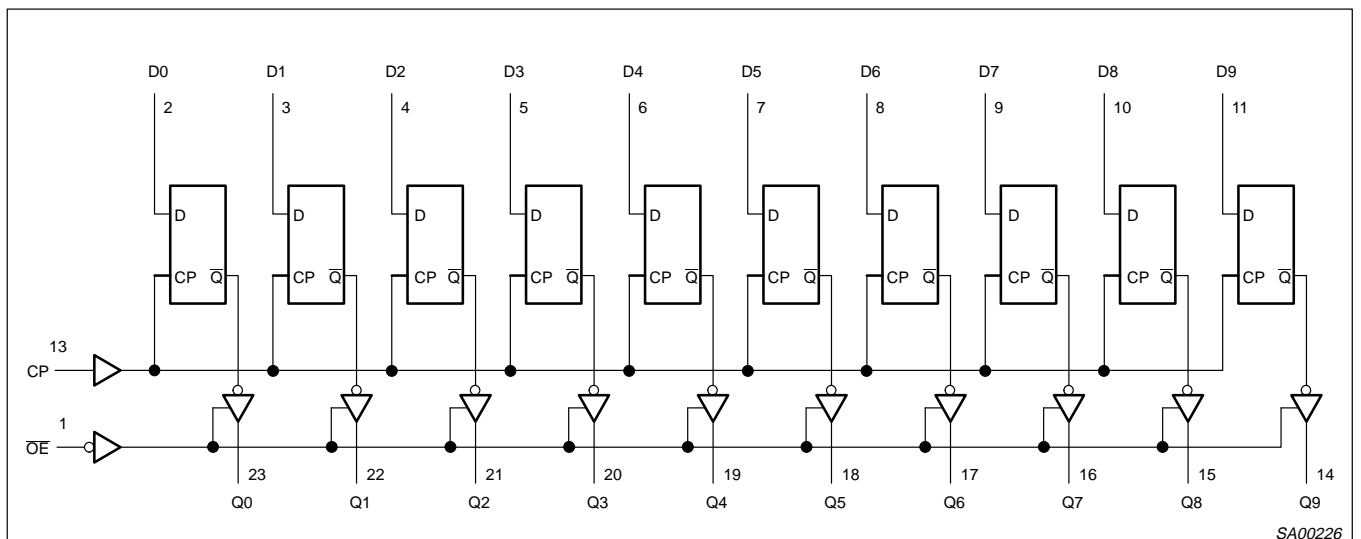 D0 D1 D2 D3 D4 D5 D6 D7 D8 D9
2 3 4 5 6 7 8 9 10 11
D D D D D D D D D D
CP Q̅ CP Q̅ CP Q̅ CP Q̅ CP Q̅ CP Q̅ CP Q̅ CP Q̅ CP Q̅ CP Q̅
13
CP
1
O̅E̅
23 22 21 20 19 18 17 16 15 14
Q0 Q1 Q2 Q3 Q4 Q5 Q6 Q7 Q8 Q9
SA00226